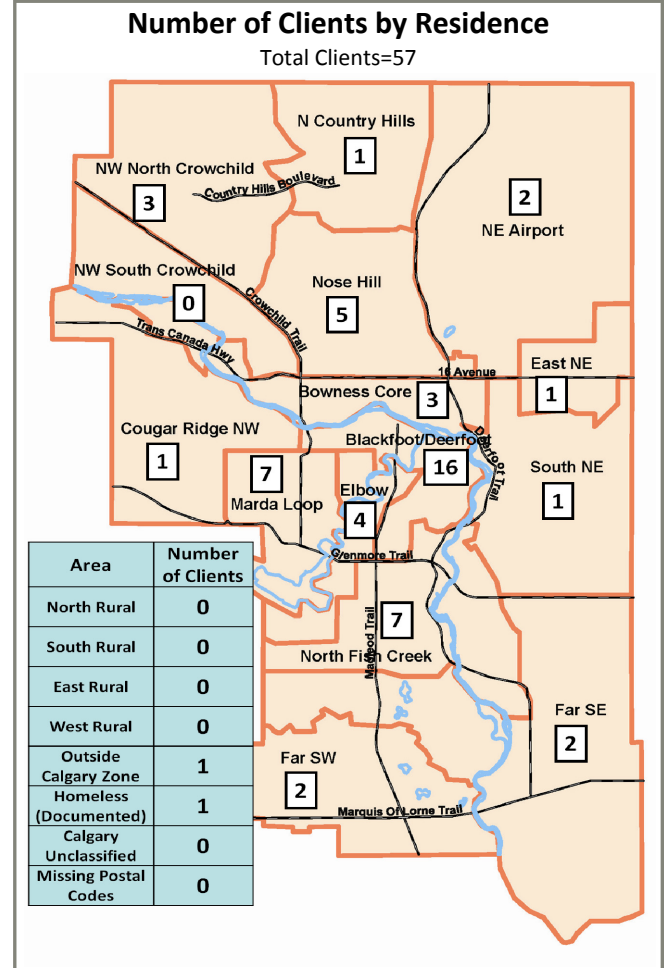 Number of Clients by Residence
Total Clients=57
N Country Hills
1
NW North Crowchild
3
Country Hills Boulevard
2
NE Airport
NW South Crowchild
0
Nose Hill
5
Crowchild Trail
Trans Canada Hwy
16 Avenue
East NE
1
Bowness Core
3
Cougar Ridge NW
1
Blackfoot/Deerfoot
16
Deerfoot Trail
7
Marda Loop
Elbow
4
South NE
1
Glenmore Trail
7
North Fish Creek
Macleod Trail
Far SE
2
Far SW
2
Marquis Of Lorne Trail
Area Number of Clients
North Rural 0
South Rural 0
East Rural 0
West Rural 0
Outside Calgary Zone 1
Homeless (Documented) 1
Calgary Unclassified 0
Missing Postal Codes 0